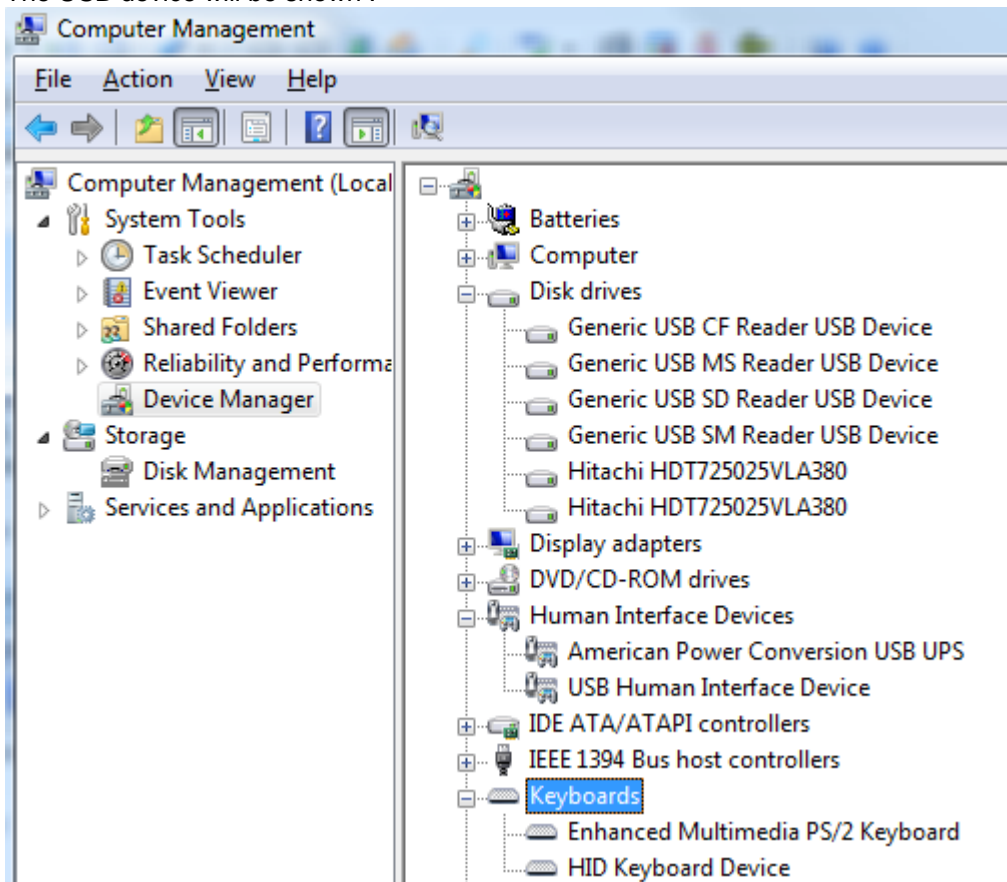 Computer Management
File Action View Help
Computer Management (Local
System Tools
Task Scheduler
Event Viewer
Shared Folders
Reliability and Performa
Device Manager
Storage
Disk Management
Services and Applications
Batteries
Computer
Disk drives
Generic USB CF Reader USB Device
Generic USB MS Reader USB Device
Generic USB SD Reader USB Device
Generic USB SM Reader USB Device
Hitachi HDT725025VLA380
Hitachi HDT725025VLA380
Display adapters
DVD/CD-ROM drives
Human Interface Devices
American Power Conversion USB UPS
USB Human Interface Device
IDE ATA/ATAPI controllers
IEEE 1394 Bus host controllers
Keyboards
Enhanced Multimedia PS/2 Keyboard
HID Keyboard Device